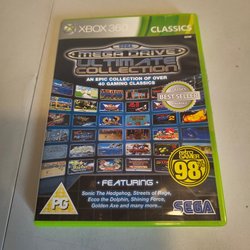 XBOX 360
CLASSICS
MEGA DRIVE
ULTIMATE
COLLECTION
AN EPIC COLLECTION OF OVER
40 GAMING CLASSICS
BEST SELLER
98%
FEATURING
Sonic The Hedgehog, Streets of Rage,
Ecco the Dolphin, Shining Force,
Golden Axe and many more...
PG
SEGA